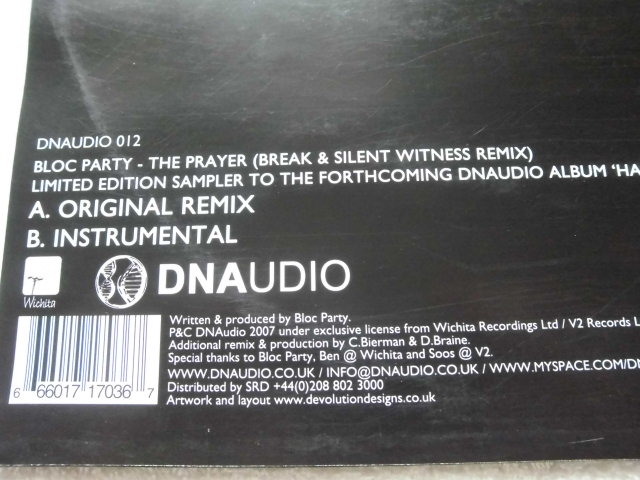 DNAUDIO 012
BLOC PARTY - THE PRAYER (BREAK & SILENT WITNESS REMIX)
LIMITED EDITION SAMPLER TO THE FORTHCOMING DNAUDIO ALBUM 'HA
A. ORIGINAL REMIX
B. INSTRUMENTAL
Wichita
DNAUDIO
Written & produced by Bloc Party.
P&C DNAudio 2007 under exclusive license from Wichita Recordings Ltd / V2 Records L
Additional remix & production by C.Bierman & D.Braine.
Special thanks to Bloc Party, Ben @ Wichita and Soos @ V2.
WWW.DNAUDIO.CO.UK / INFO@DNAUDIO.CO.UK / WWW.MYSPACE.COM/DN
Distributed by SRD +44(0)208 802 3000
Artwork and layout www.devolutiondesigns.co.uk
6 66017 17036 7